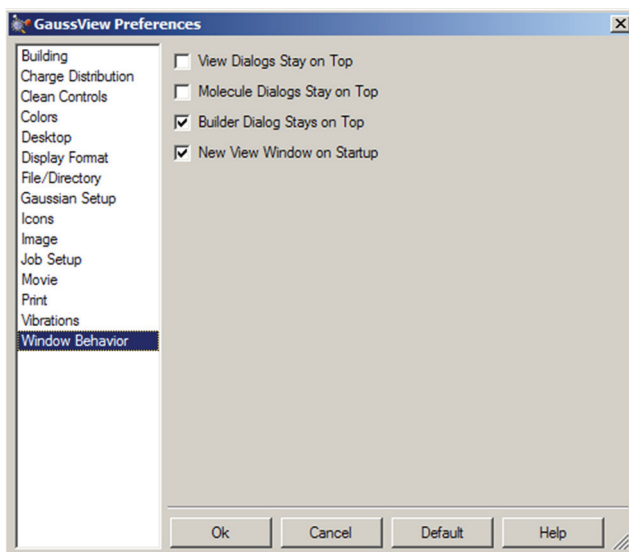 GaussView Preferences
Building
Charge Distribution
Clean Controls
Colors
Desktop
Display Format
File/Directory
Gaussian Setup
Icons
Image
Job Setup
Movie
Print
Vibrations
Window Behavior
View Dialogs Stay on Top
Molecule Dialogs Stay on Top
Builder Dialog Stays on Top
New View Window on Startup
Ok Cancel Default Help